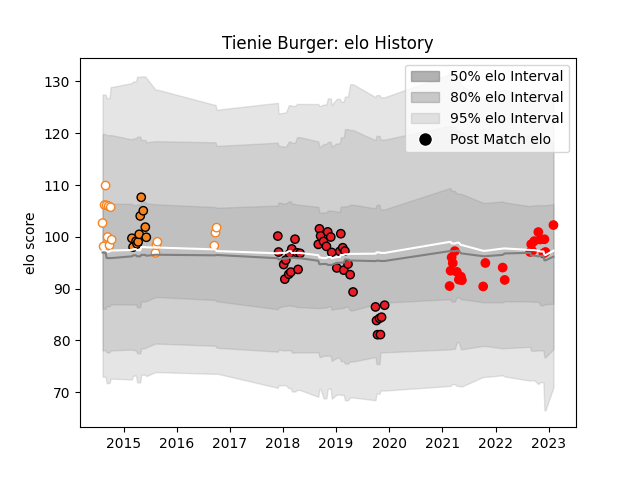 Tienie Burger: elo History
50% elo Interval
80% elo Interval
95% elo Interval
Post Match elo
elo score
130
120
110
100
90
80
70
2015 2016 2017 2018 2019 2020 2021 2022 2023